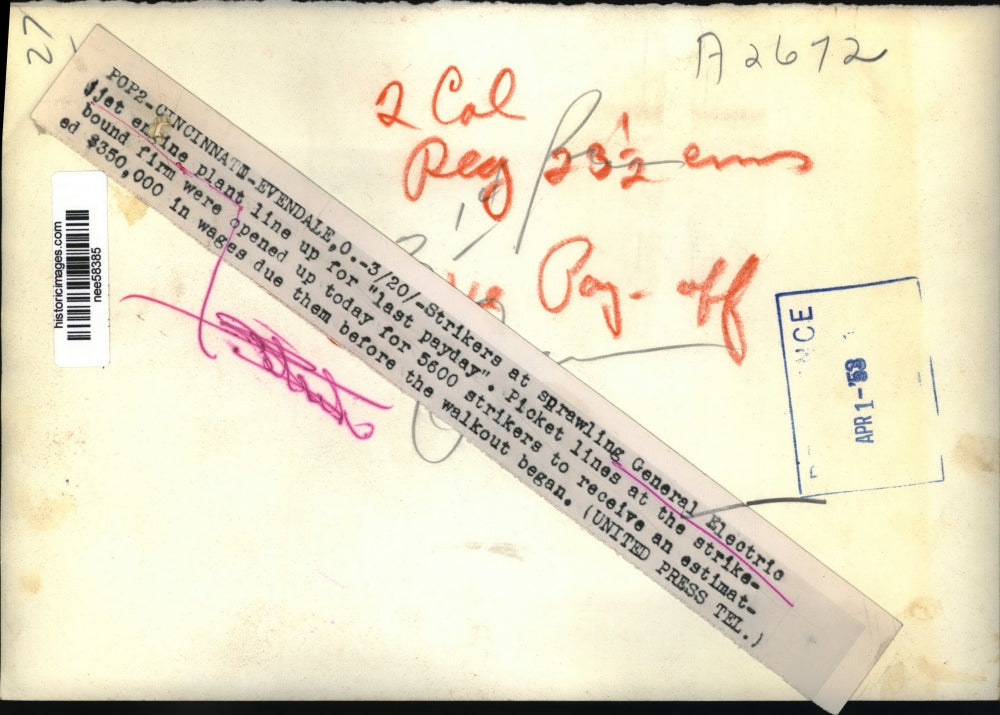 27
A2672
2 Col
Reg 23½ ems
Pay-off
POP2-CINCINNATI-EVENDALE,O.-3/20/-Strikers at sprawling General Electric
jet engine plant line up for "last payday". Picket lines at the strike-
bound firm were opened up today for 5600 strikers to receive an estimat-
ed $350,000 in wages due them before the walkout began. (UNITED PRESS TEL.)
historicimages.com
nee58385
APR 1-'53